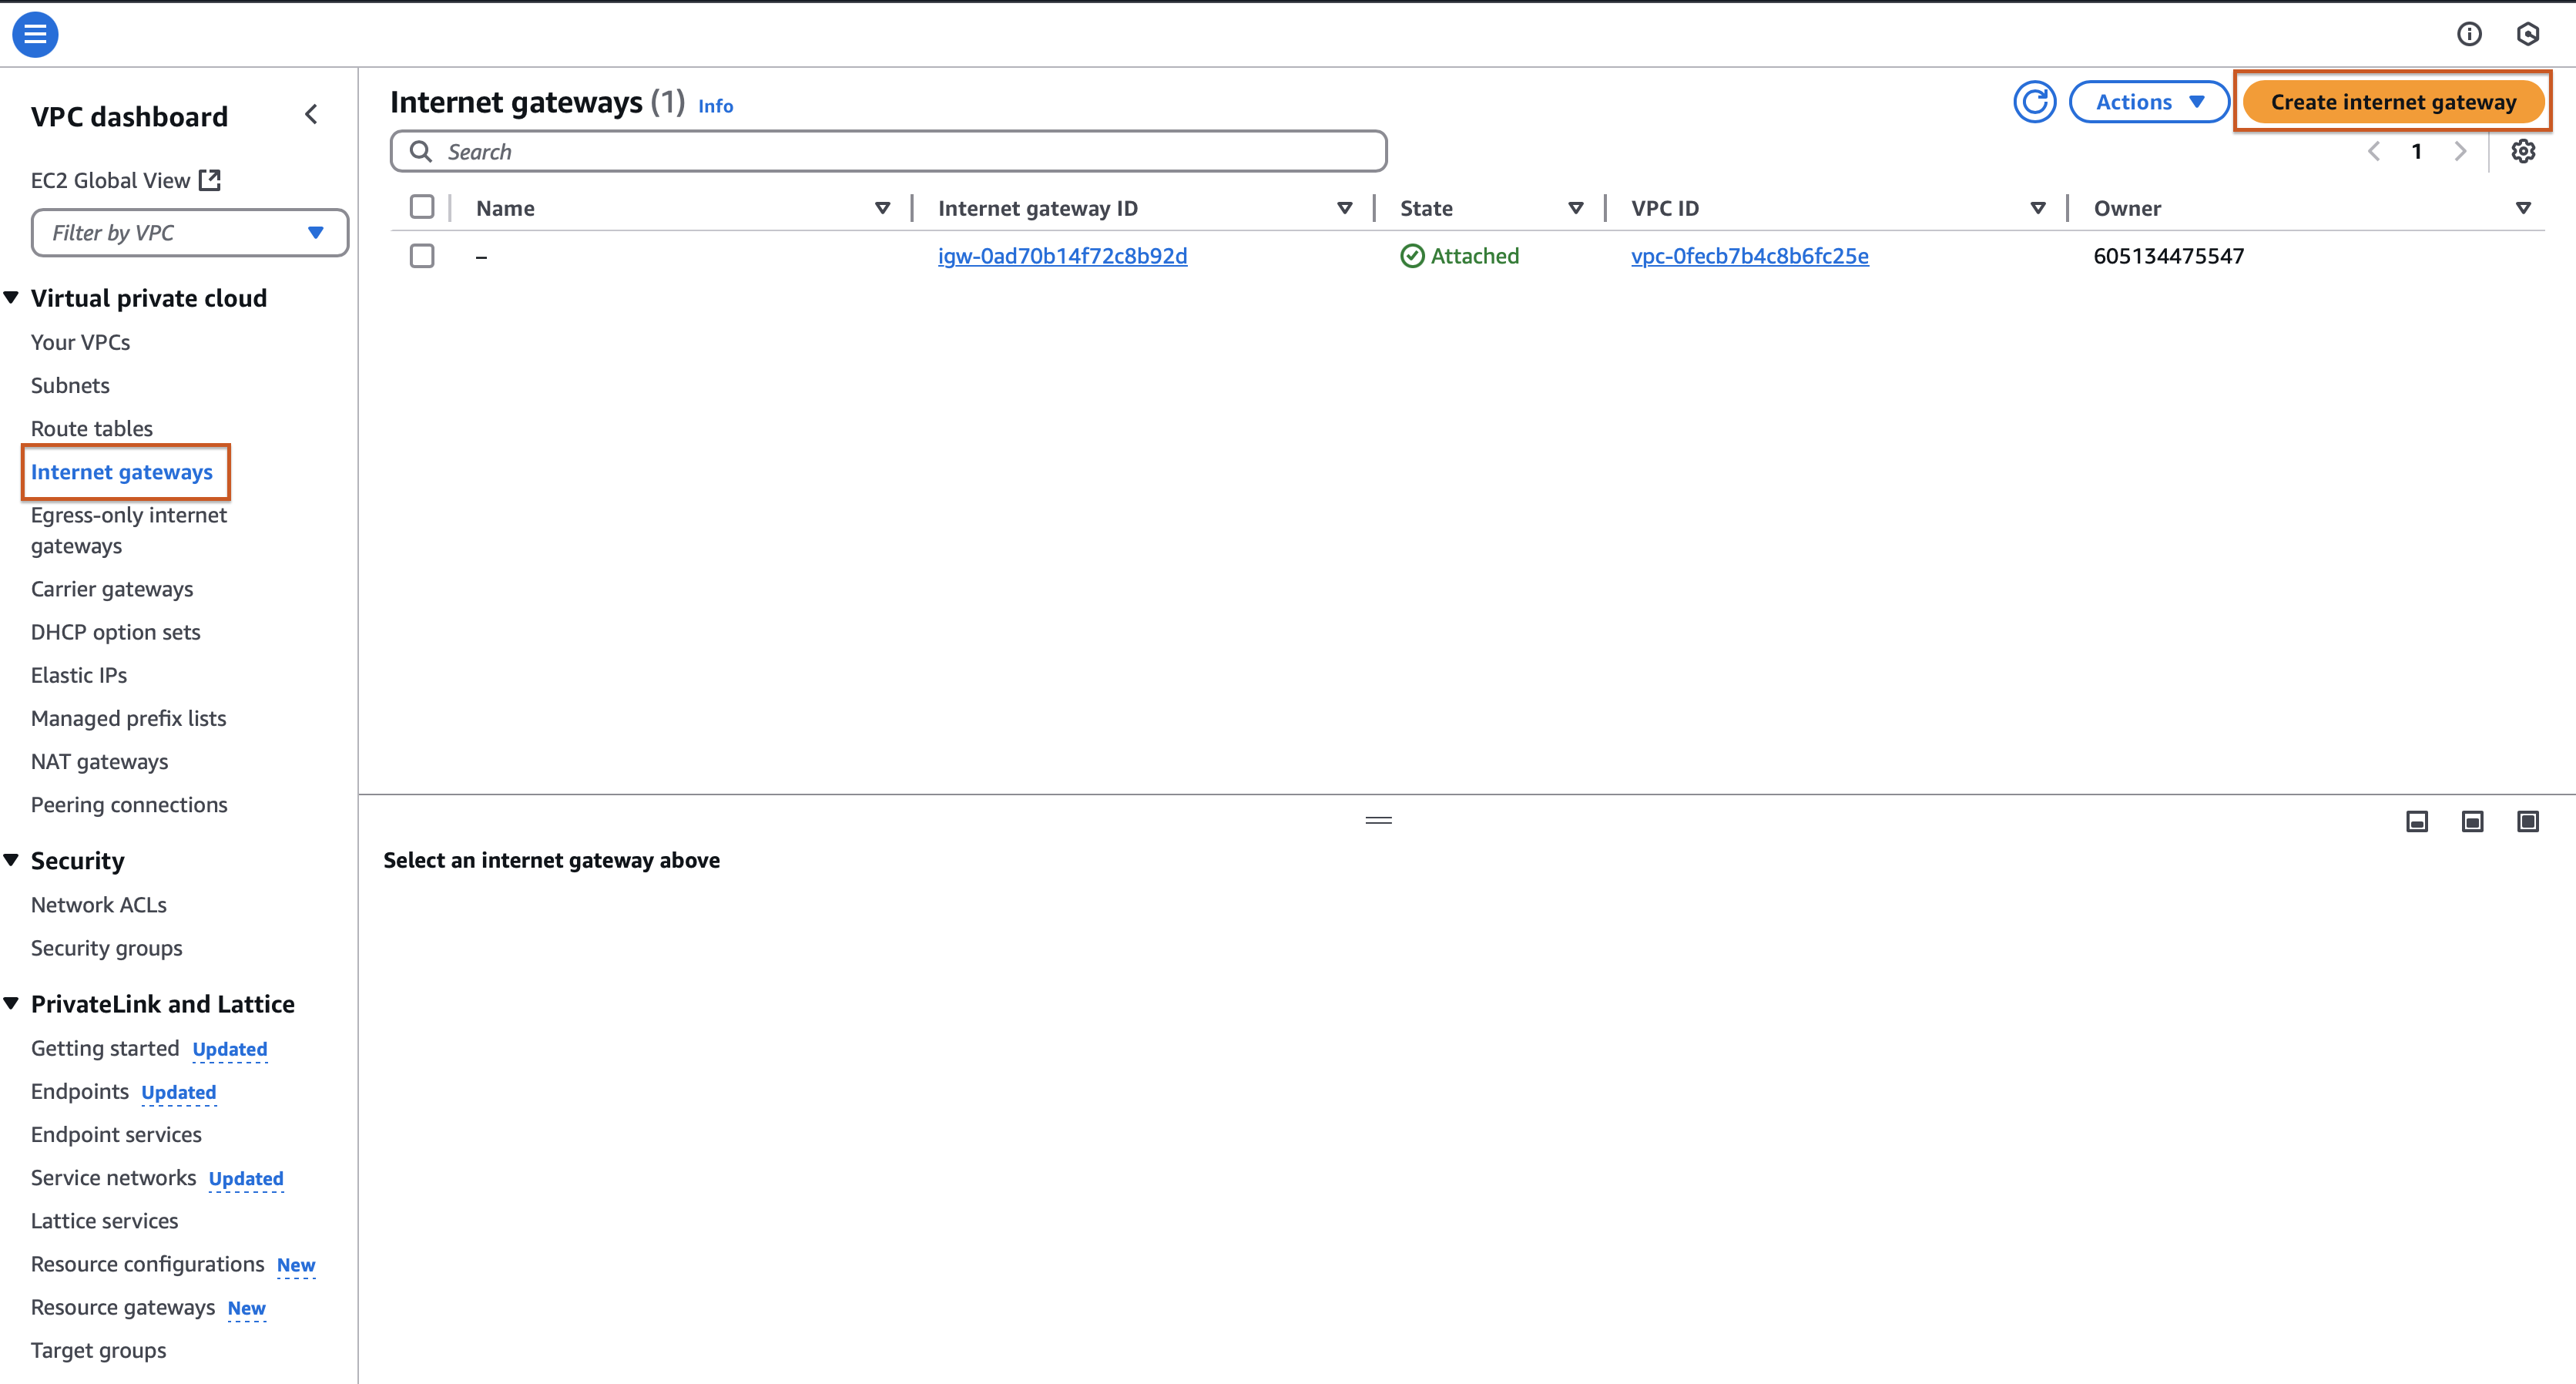 VPC dashboard
EC2 Global View
Filter by VPC
Virtual private cloud
Your VPCs
Subnets
Route tables
Internet gateways
Egress-only internet
gateways
Carrier gateways
DHCP option sets
Elastic IPs
Managed prefix lists
NAT gateways
Peering connections
Security
Network ACLs
Security groups
PrivateLink and Lattice
Getting started Updated
Endpoints Updated
Endpoint services
Service networks Updated
Lattice services
Resource configurations New
Resource gateways New
Target groups
Internet gateways (1) Info
Actions
Create internet gateway
Search
1
Name Internet gateway ID State VPC ID Owner
– igw-0ad70b14f72c8b92d Attached vpc-0fecb7b4c8b6fc25e 605134475547
Select an internet gateway above